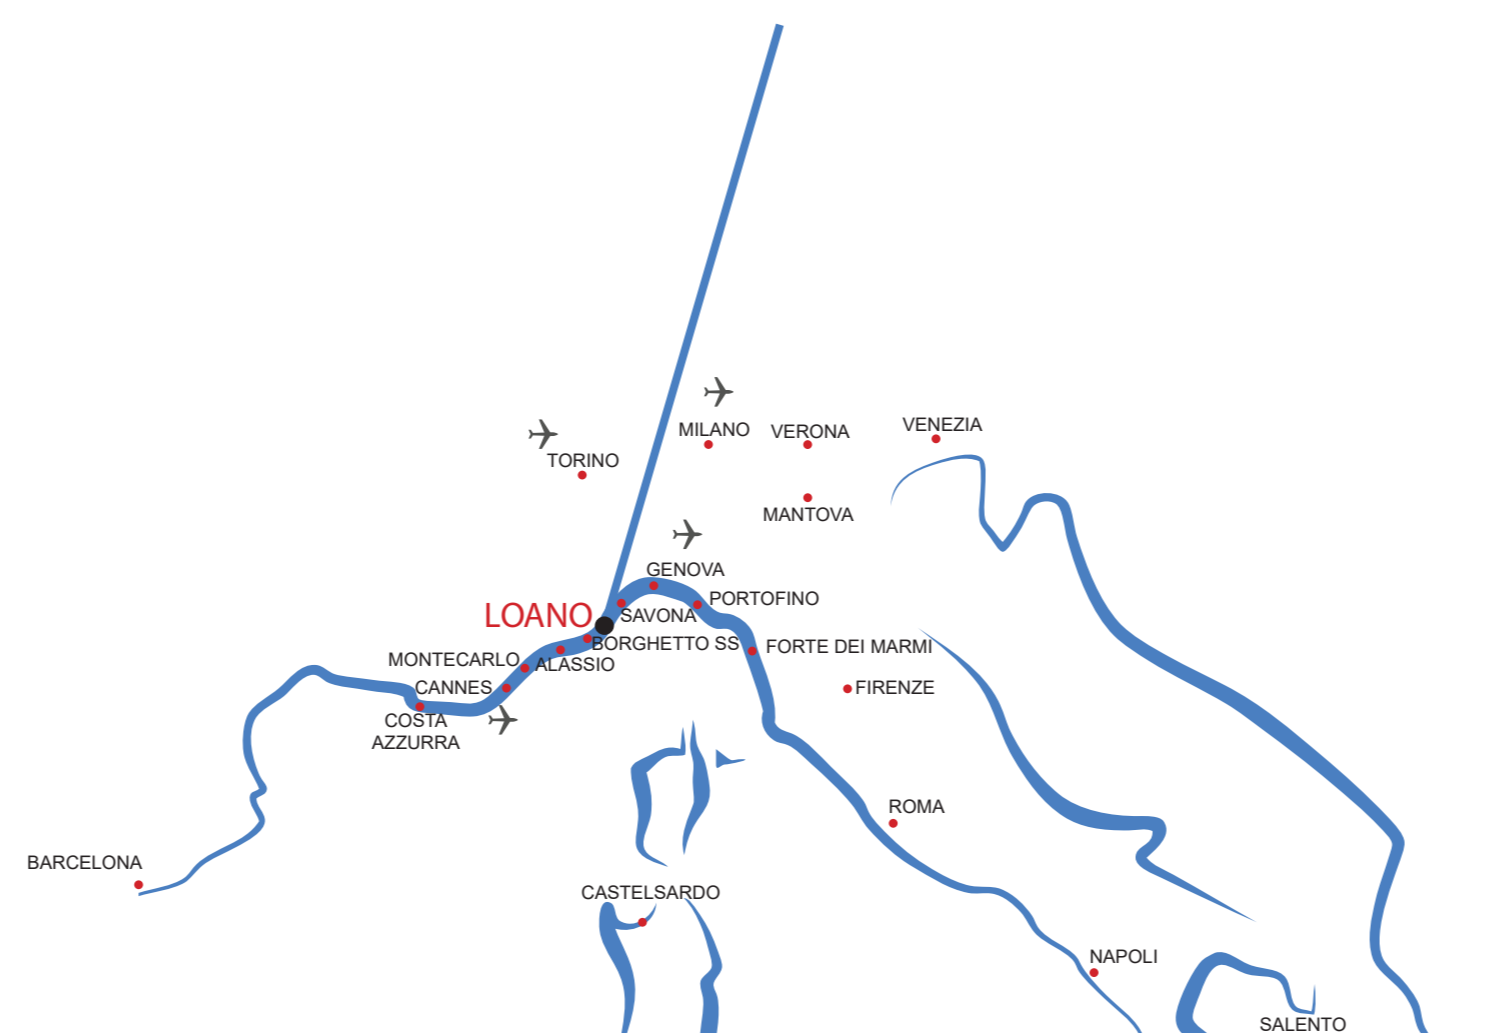 MILANO
VERONA
VENEZIA
TORINO
MANTOVA
GENOVA
PORTOFINO
LOANO
SAVONA
BORGHETTO SS
FORTE DEI MARMI
MONTECARLO
ALASSIO
CANNES
FIRENZE
COSTA
AZZURRA
ROMA
BARCELONA
CASTELSARDO
NAPOLI
SALENTO